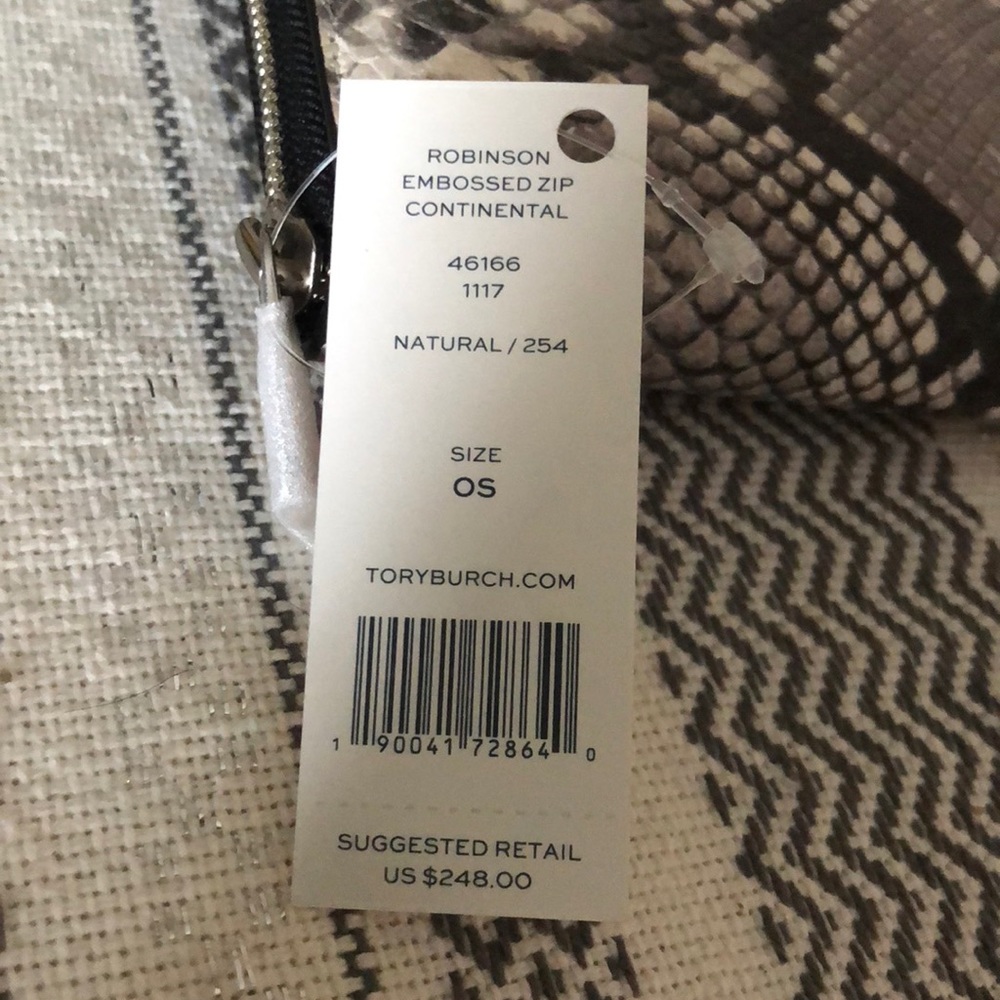 ROBINSON
EMBOSSED ZIP
CONTINENTAL
46166
1117
NATURAL / 254
SIZE
OS
TORYBURCH.COM
1 90041 72864 0
SUGGESTED RETAIL
US $248.00